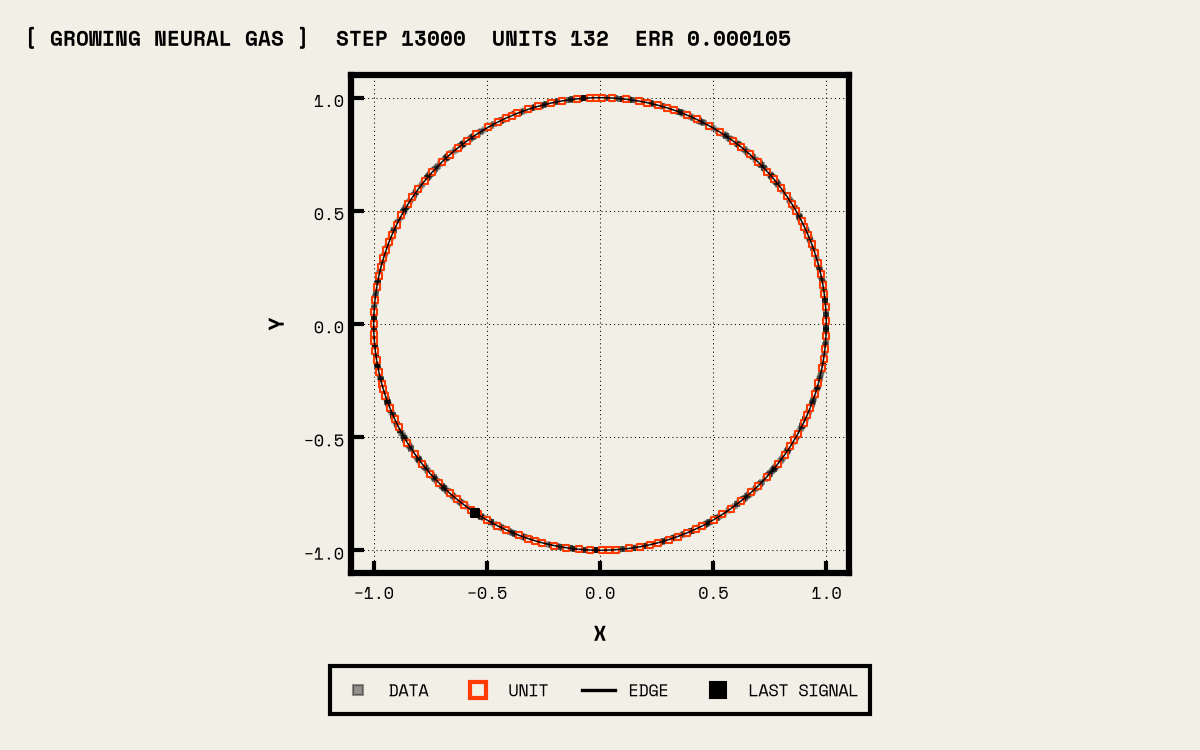 [ GROWING NEURAL GAS ]  STEP 13000  UNITS 132  ERR 0.000105
1.0
0.5
0.0
−0.5
−1.0
Y
−1.0 −0.5 0.0 0.5 1.0
X
DATA UNIT EDGE LAST SIGNAL